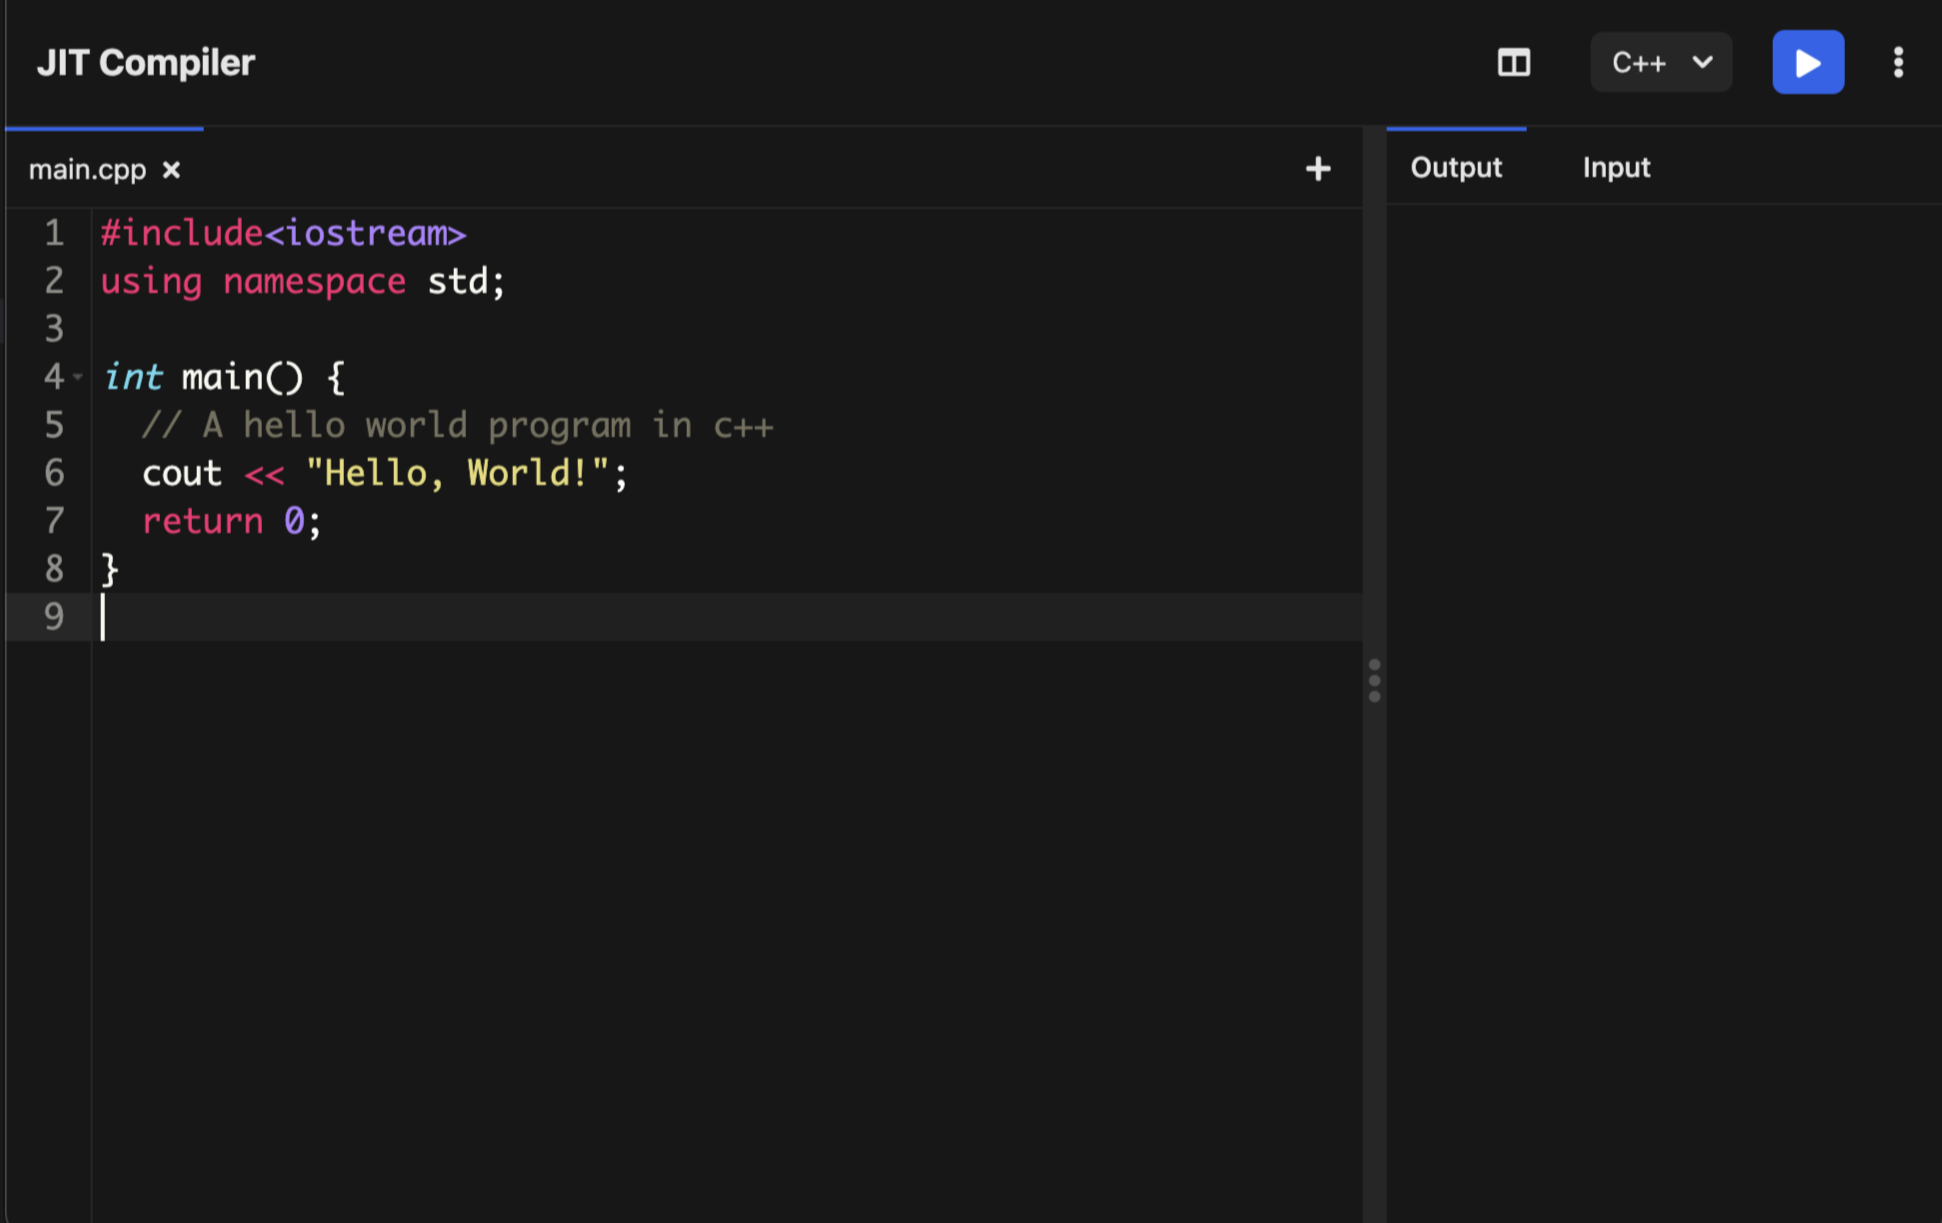 JIT Compiler
C++
main.cpp ×
+
Output Input
1 #include<iostream>
2 using namespace std;
3
4 int main() {
5   // A hello world program in c++
6   cout << "Hello, World!";
7   return 0;
8 }
9